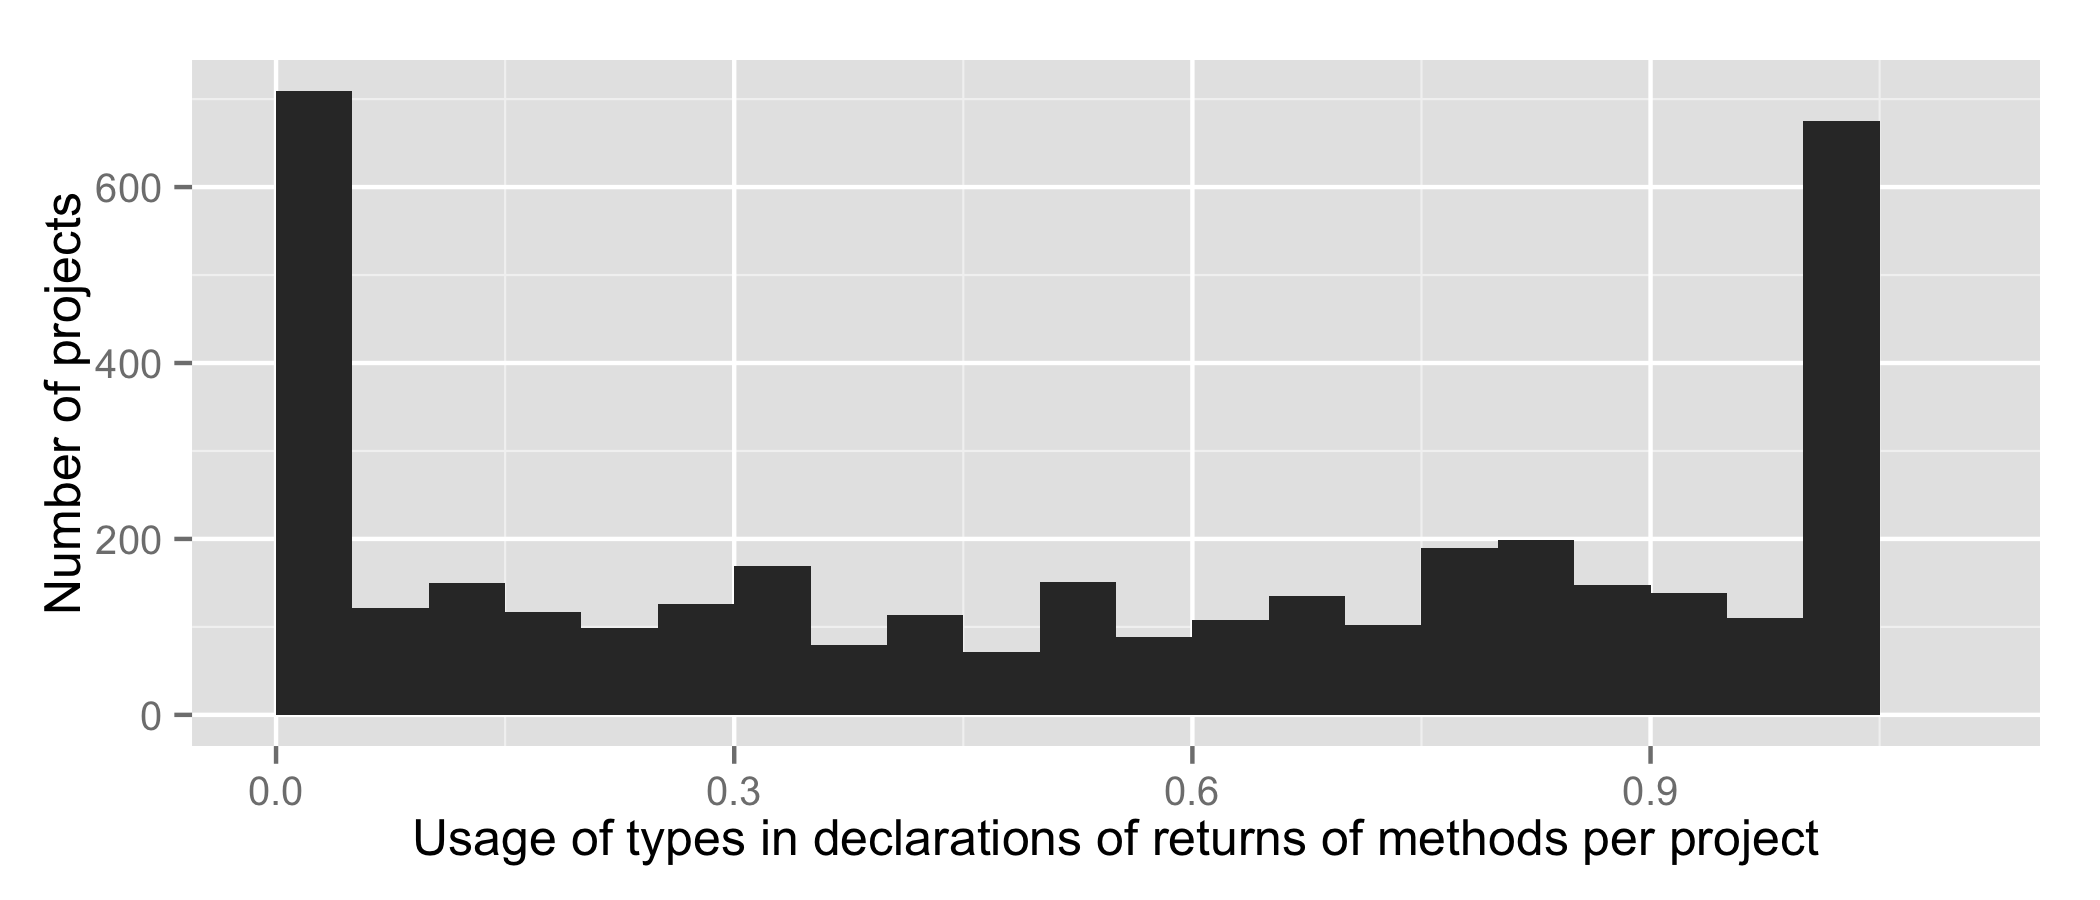 Number of projects
600
400
200
0
0.0 0.3 0.6 0.9
Usage of types in declarations of returns of methods per project